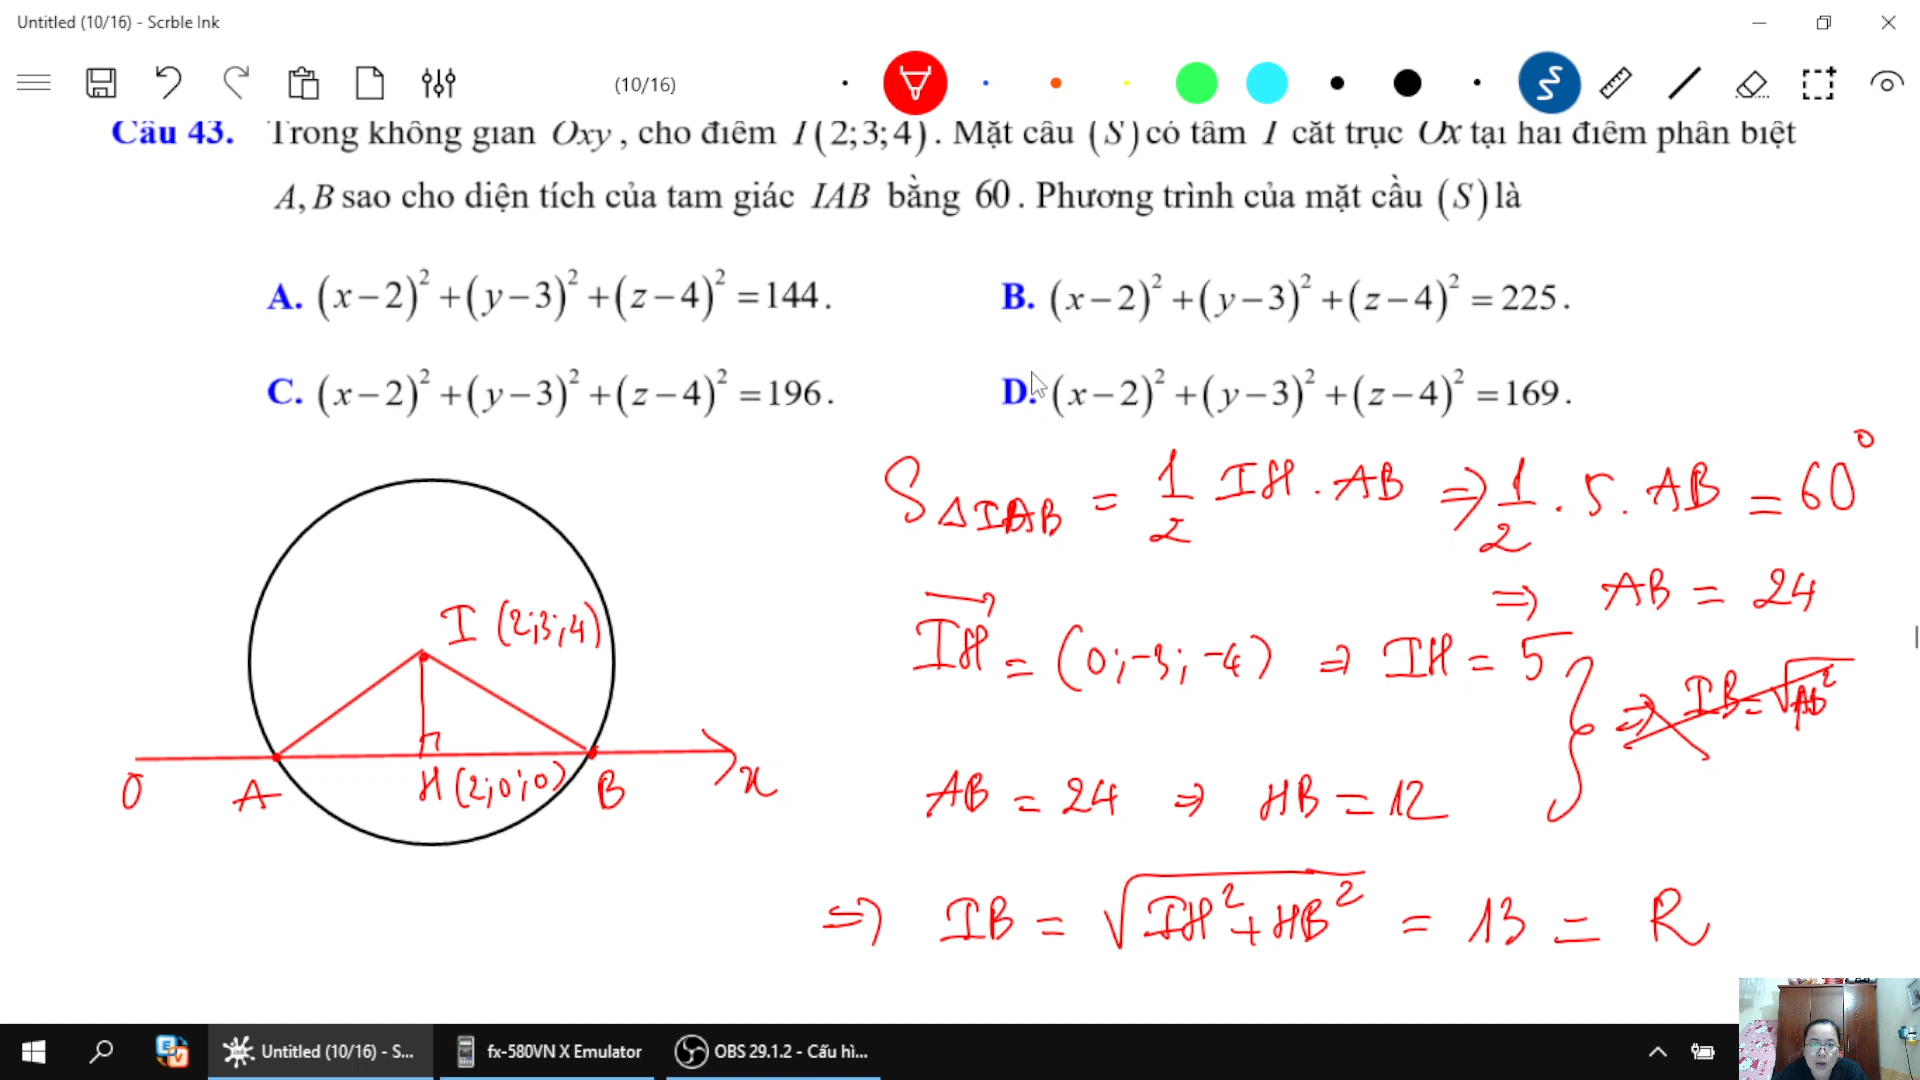 Untitled (10/16) - Scrble Ink
(10/16)
Câu 43. Trong không gian Oxy, cho điểm I(2;3;4). Mặt cầu (S) có tâm I cắt trục Ox tại hai điểm phân biệt
A, B sao cho diện tích của tam giác IAB bằng 60. Phương trình của mặt cầu (S) là
A. (x−2)² + (y−3)² + (z−4)² = 144.
B. (x−2)² + (y−3)² + (z−4)² = 225.
C. (x−2)² + (y−3)² + (z−4)² = 196.
D. (x−2)² + (y−3)² + (z−4)² = 169.
S△IAB = 1/2 IH . AB => 1/2 . 5 . AB = 60°
=> AB = 24
I (2;3;4)
IH→ = (0;-3;-4) => IH = 5
=> IB = √AB²
O A H(2;0;0) B x
AB = 24 => HB = 12
=> IB = √IH²+HB² = 13 = R
Untitled (10/16) - S...
fx-580VN X Emulator
OBS 29.1.2 - Cấu hì...